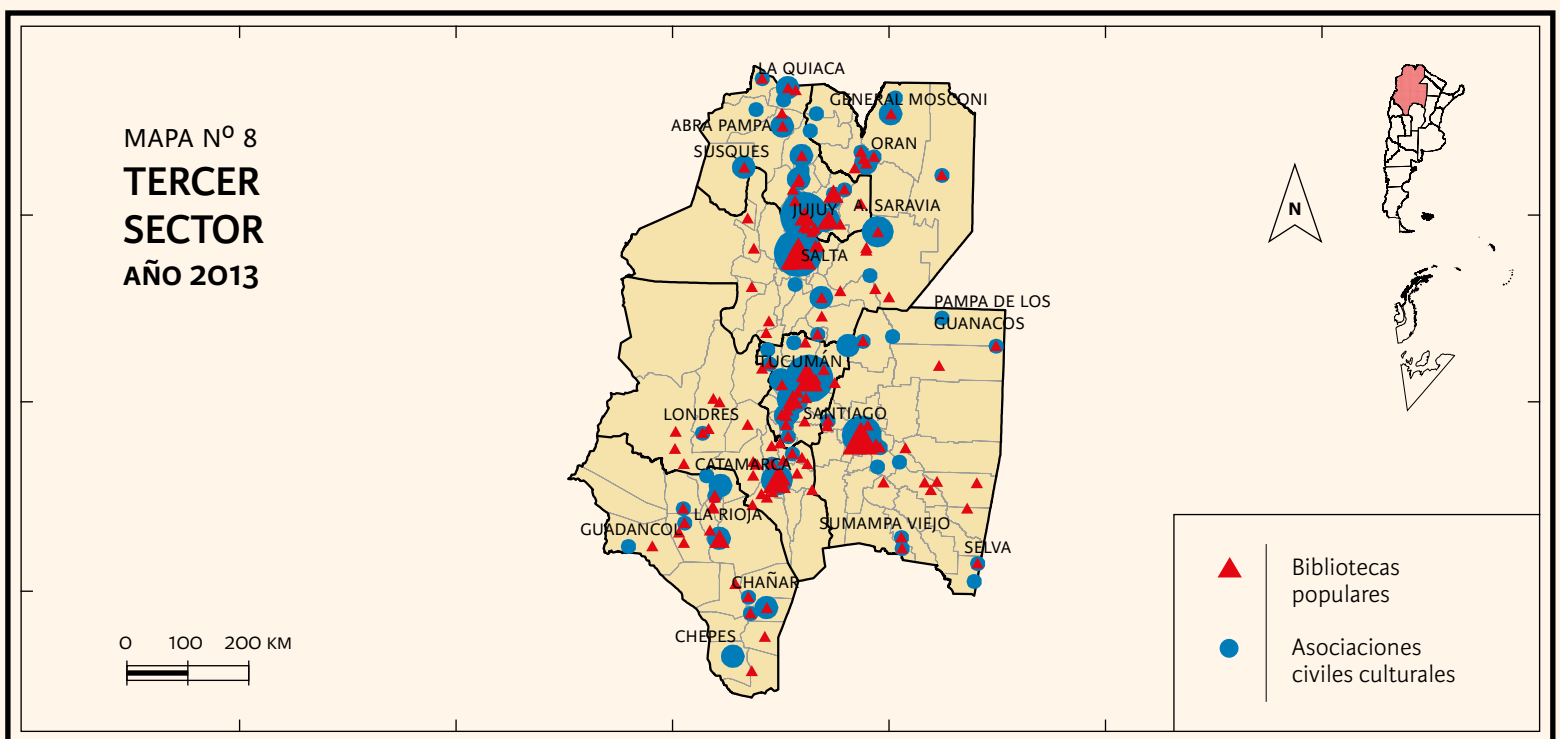 MAPA Nº 8
TERCER
SECTOR
AÑO 2013
LA QUIACA
GENERAL MOSCONI
ABRA PAMPA
ORAN
SUSQUES
JUJUY
A. SARAVIA
SALTA
PAMPA DE LOS
GUANACOS
TUCUMÁN
LONDRES
SANTIAGO
CATAMARCA
LA RIOJA
GUADANCOL
SUMAMPA VIEJO
SELVA
CHAÑAR
CHEPES
N
0 100 200 KM
Bibliotecas
populares
Asociaciones
civiles culturales